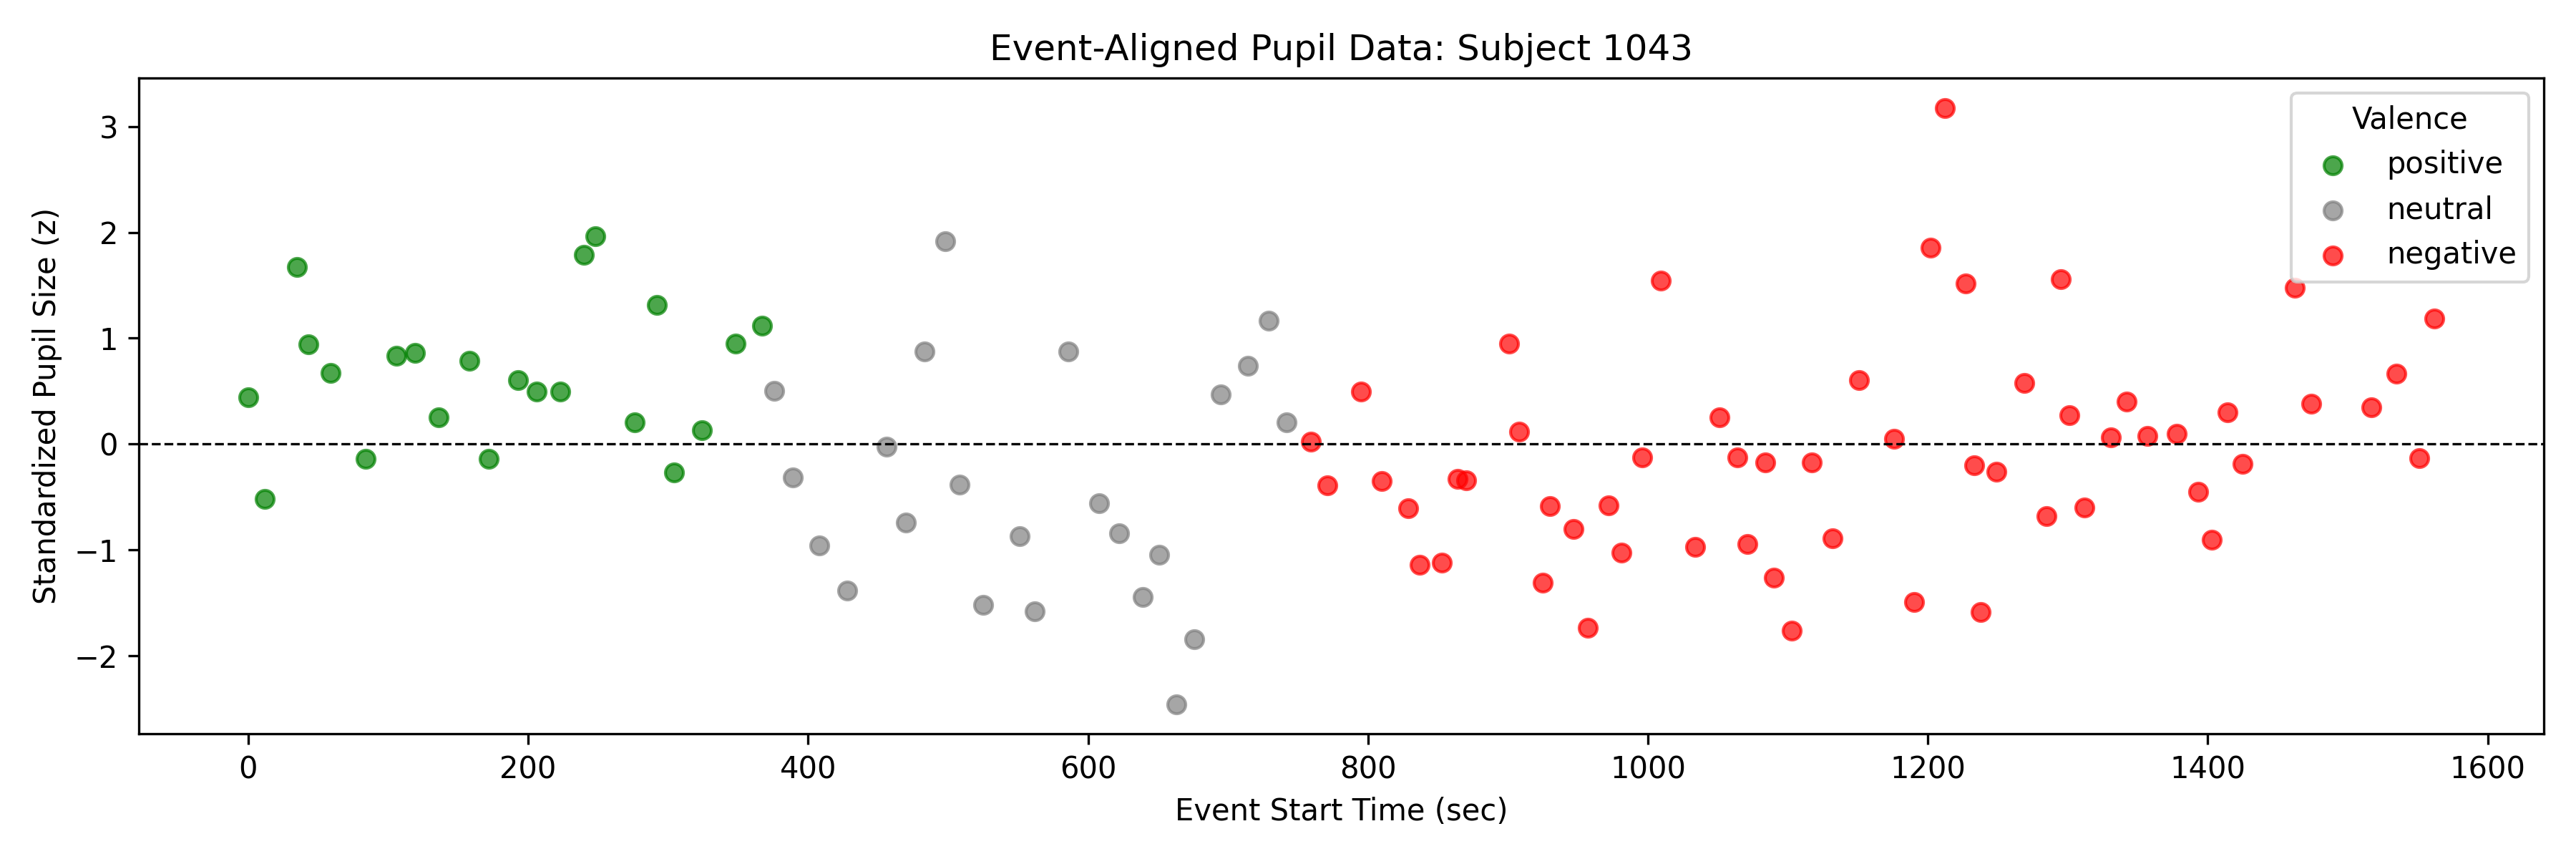 Event-Aligned Pupil Data: Subject 1043
Standardized Pupil Size (z)
3
2
1
0
−1
−2
Valence
positive
neutral
negative
0 200 400 600 800 1000 1200 1400 1600
Event Start Time (sec)